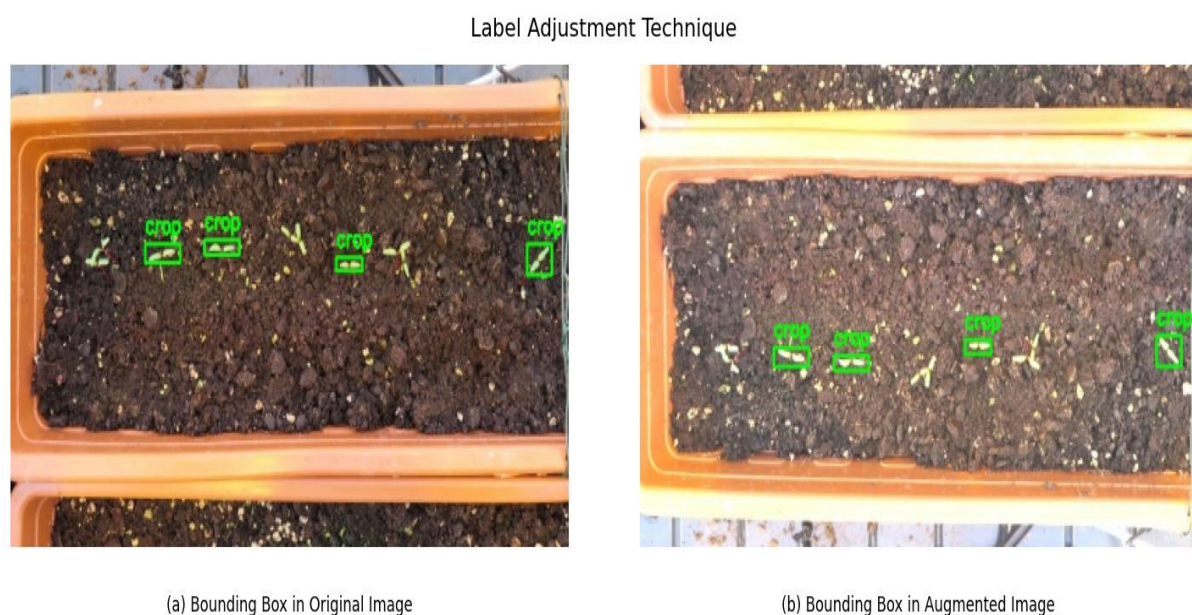 Label Adjustment Technique
crop
crop
crop
crop
crop
crop
crop
crop
(a) Bounding Box in Original Image
(b) Bounding Box in Augmented Image